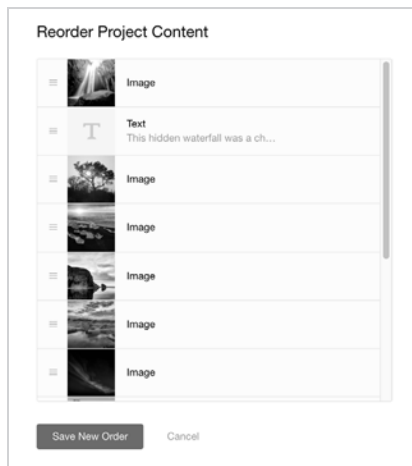 Reorder Project Content
Image
T
Text
This hidden waterfall was a ch...
Image
Image
Image
Image
Image
Save New Order
Cancel